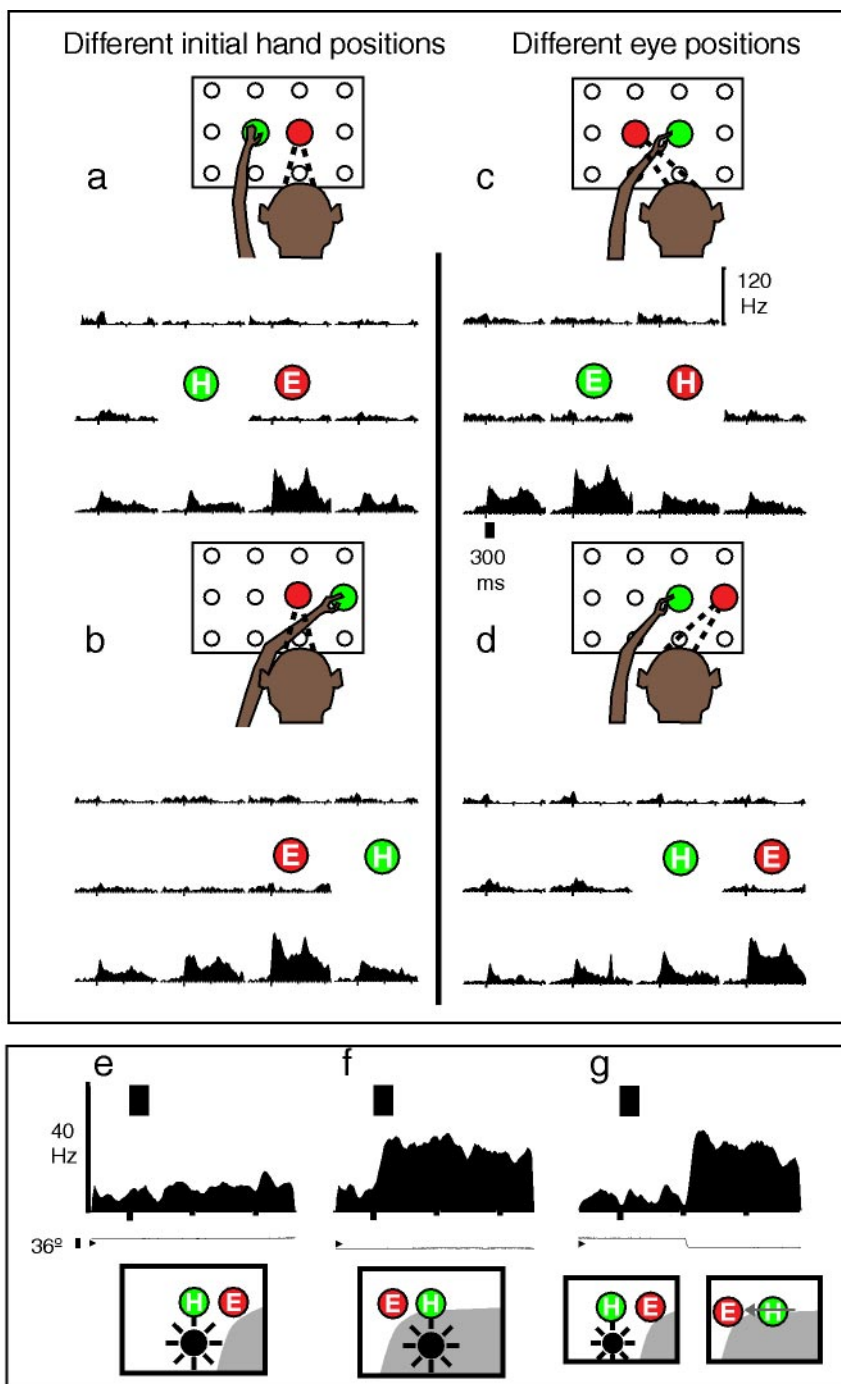 Different initial hand positions
Different eye positions
a
c
120
Hz
H
E
E
H
300
ms
b
d
E
H
H
E
e
f
g
40
Hz
36º
H
E
E
H
H
E
E
H